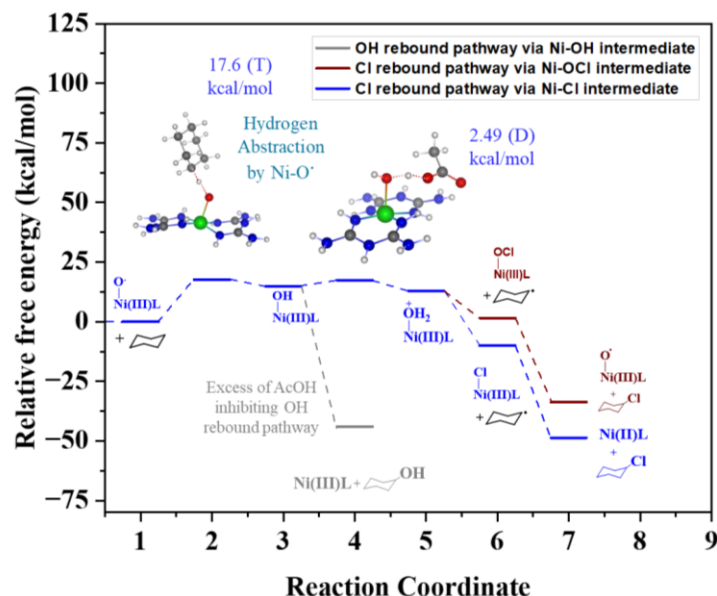 125
100
75
50
25
0
−25
−50
−75
Relative free energy (kcal/mol)
OH rebound pathway via Ni-OH intermediate
Cl rebound pathway via Ni-OCl intermediate
Cl rebound pathway via Ni-Cl intermediate
17.6 (T)
kcal/mol
Hydrogen
Abstraction
by Ni-O•
2.49 (D)
kcal/mol
O•
Ni(III)L
+
OH
Ni(III)L
+
OH2
Ni(III)L
OCl
Ni(III)L
+ •
Cl
Ni(III)L
+ •
O•
Ni(III)L
+
Cl
Ni(II)L
+
Cl
Excess of AcOH
inhibiting OH
rebound pathway
Ni(III)L + OH
1 2 3 4 5 6 7 8 9
Reaction Coordinate